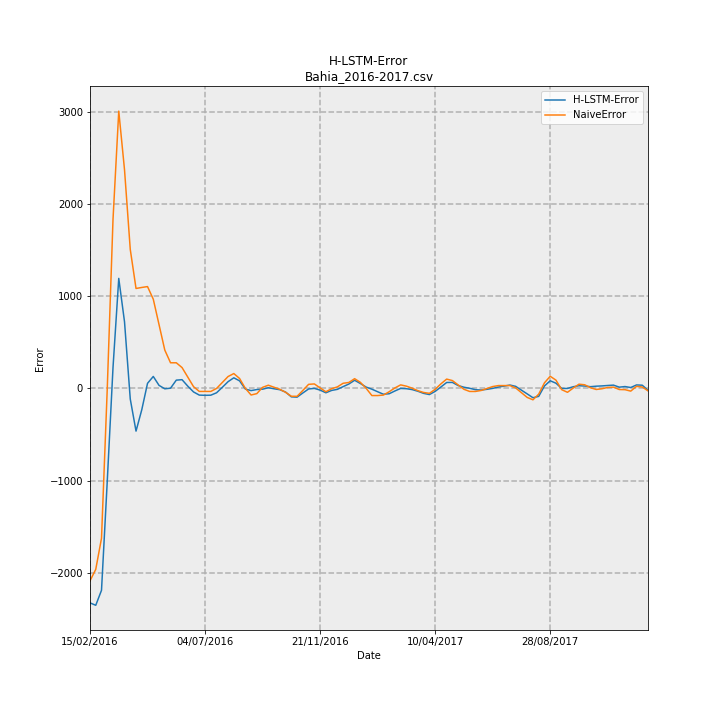 H-LSTM-Error
Bahia_2016-2017.csv
H-LSTM-Error
NaiveError
3000
2000
1000
0
−1000
−2000
Error
15/02/2016
04/07/2016
21/11/2016
10/04/2017
28/08/2017
Date